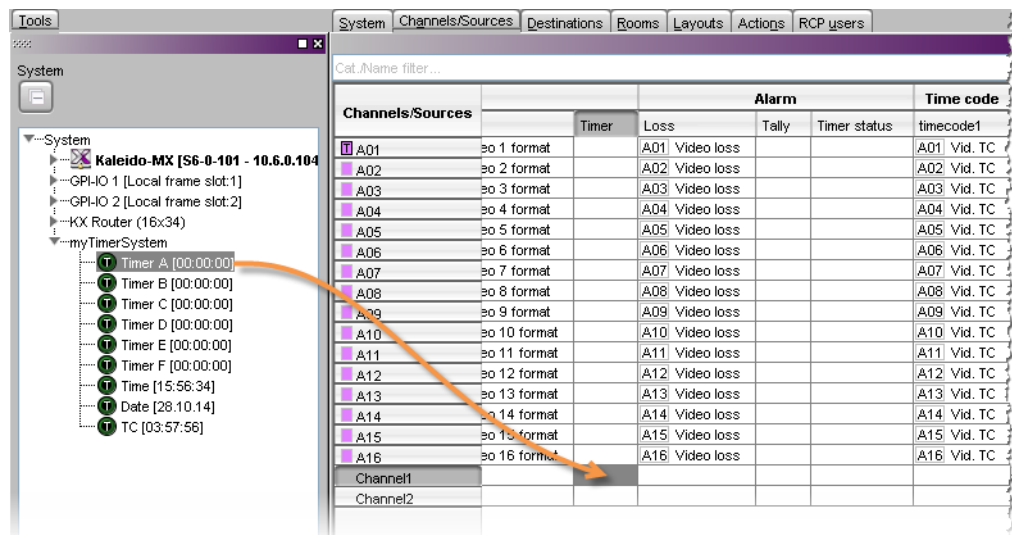 Tools
System
Kaleido-MX [S6-0-101 - 10.6.0.104
GPI-IO 1 [Local frame slot:1]
GPI-IO 2 [Local frame slot:2]
KX Router (16x34)
myTimerSystem
Timer A [00:00:00]
Timer B [00:00:00]
Timer C [00:00:00]
Timer D [00:00:00]
Timer E [00:00:00]
Timer F [00:00:00]
Time [15:56:34]
Date [28.10.14]
TC [03:57:56]
System
System Channels/Sources Destinations Rooms Layouts Actions RCP users
Cat./Name filter...
Channels/Sources Alarm Time code
Timer Loss Tally Timer status timecode1
T A01 eo 1 format A01 Video loss A01 Vid. TC
A02 eo 2 format A02 Video loss A02 Vid. TC
A03 eo 3 format A03 Video loss A03 Vid. TC
A04 eo 4 format A04 Video loss A04 Vid. TC
A05 eo 5 format A05 Video loss A05 Vid. TC
A06 eo 6 format A06 Video loss A06 Vid. TC
A07 eo 7 format A07 Video loss A07 Vid. TC
A08 eo 8 format A08 Video loss A08 Vid. TC
A09 eo 9 format A09 Video loss A09 Vid. TC
A10 eo 10 format A10 Video loss A10 Vid. TC
A11 eo 11 format A11 Video loss A11 Vid. TC
A12 eo 12 format A12 Video loss A12 Vid. TC
A13 eo 13 format A13 Video loss A13 Vid. TC
A14 eo 14 format A14 Video loss A14 Vid. TC
A15 eo 15 format A15 Video loss A15 Vid. TC
A16 eo 16 format A16 Video loss A16 Vid. TC
Channel1
Channel2